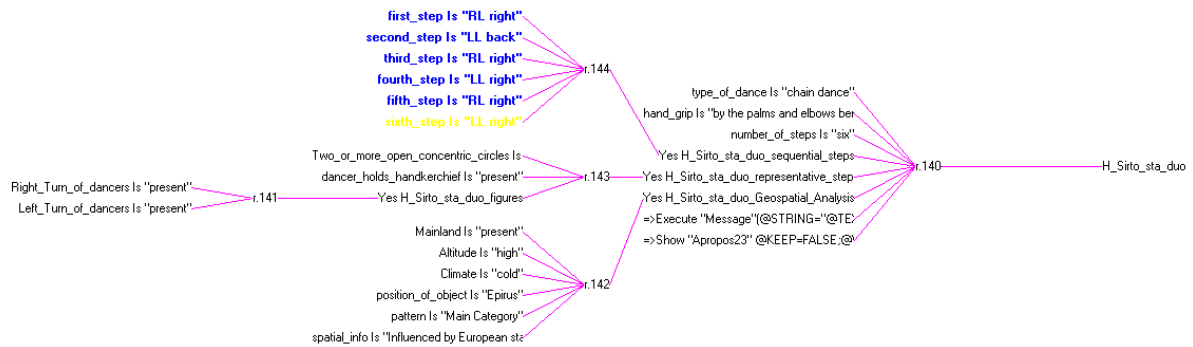 first_step Is "RL right"
second_step Is "LL back"
third_step Is "RL right"
r.144
fourth_step Is "LL right"
fifth_step Is "RL right"
sixth_step Is "LL right"
type_of_dance Is "chain dance"
hand_grip Is "by the palms and elbows ber
number_of_steps Is "six"
Yes H_Sirto_sta_duo_sequential_steps
Two_or_more_open_concentric_circles Is
dancer_holds_handkerchief Is "present"
r.143
Yes H_Sirto_sta_duo_representative_step
r.140
H_Sirto_sta_duo
Right_Turn_of_dancers Is "present"
r.141
Left_Turn_of_dancers Is "present"
Yes H_Sirto_sta_duo_figures
Yes H_Sirto_sta_duo_Geospatial_Analysis
=>Execute "Message"(@STRING="@TE
=>Show "Apropos23" @KEEP=FALSE;@
Mainland Is "present"
Altitude Is "high"
Climate Is "cold"
r.142
position_of_object Is "Epirus"
pattern Is "Main Category"
spatial_info Is "Influenced by European sta